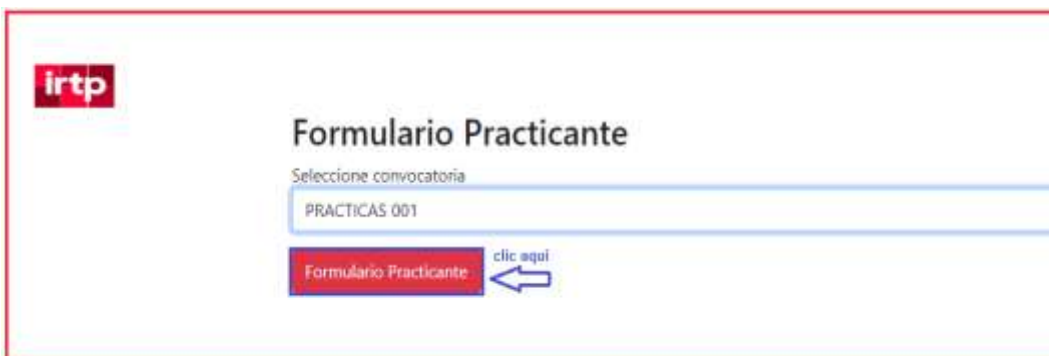 irtp
Formulario Practicante
Seleccione convocatoria
PRACTICAS 001
Formulario Practicante
clic aqui